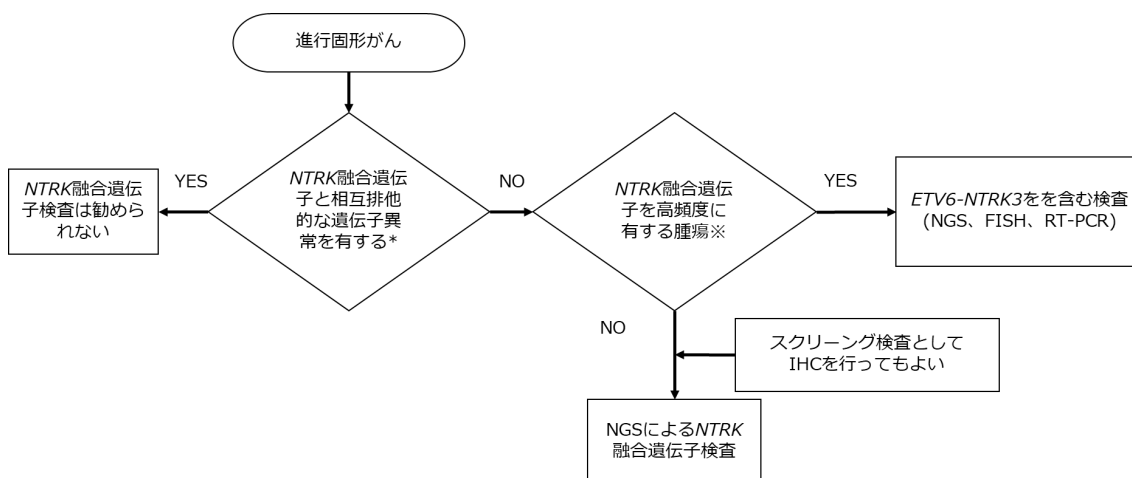 進行固形がん
YES
NTRK融合遺伝
子検査は勧めら
れない
NTRK融合遺伝
子と相互排他
的な遺伝子異
常を有する*
NO
NTRK融合遺伝
子を高頻度に
有する腫瘍※
YES
ETV6-NTRK3をを含む検査
(NGS、FISH、RT-PCR)
NO
スクリーング検査として
IHCを行ってもよい
NGSによるNTRK
融合遺伝子検査